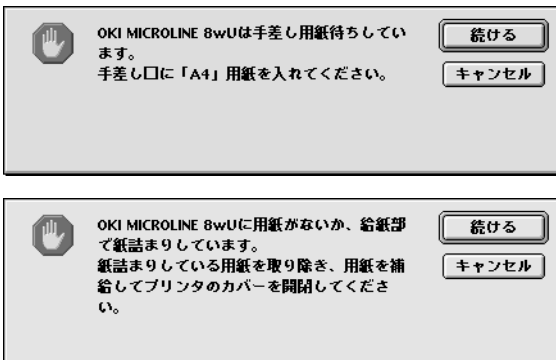 OKI MICROLINE 8wUは手差し用紙待ちしてい
ます。
手差し口に「A4」用紙を入れてください。
続ける
キャンセル
OKI MICROLINE 8wUに用紙がないか、給紙部
で紙詰まりしています。
紙詰まりしている用紙を取り除き、用紙を補
給してプリンタのカバーを開閉してくださ
い。
続ける
キャンセル